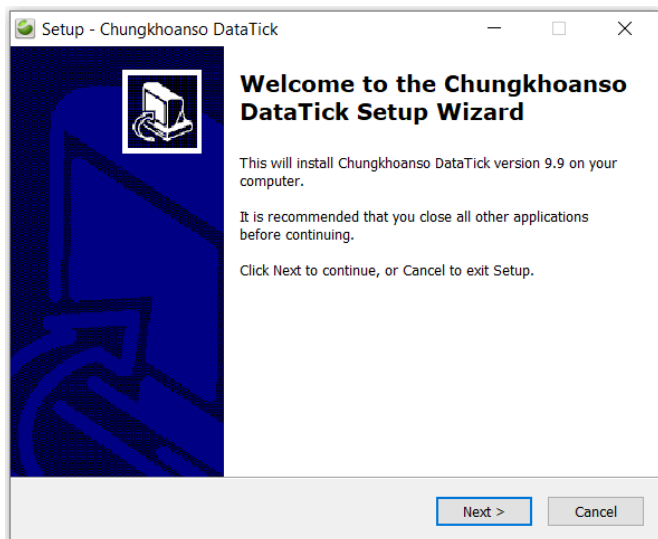 Setup - Chungkhoanso DataTick
Welcome to the Chungkhoanso
DataTick Setup Wizard
This will install Chungkhoanso DataTick version 9.9 on your
computer.
It is recommended that you close all other applications
before continuing.
Click Next to continue, or Cancel to exit Setup.
Next >
Cancel